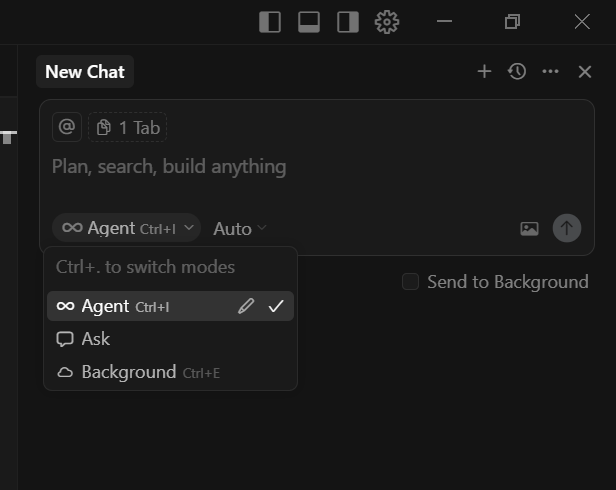 New Chat
@ 1 Tab
Plan, search, build anything
Agent Ctrl+I Auto
Ctrl+. to switch modes
Send to Background
Agent Ctrl+I
Ask
Background Ctrl+E